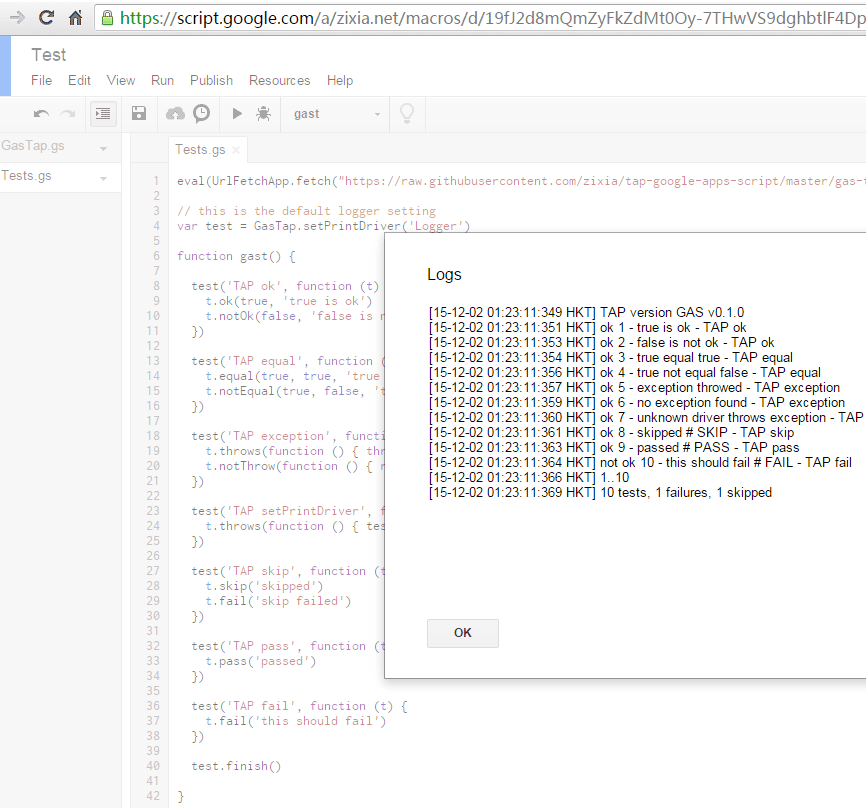 https://script.google.com/a/zixia.net/macros/d/19fJ2d8mQmZyFkZdMt0Oy-7THwVS9dghbtlF4Dp
Test
File Edit View Run Publish Resources Help
gast
GasTap.gs
Tests.gs
Tests.gs ×
1 eval(UrlFetchApp.fetch("https://raw.githubusercontent.com/zixia/tap-google-apps-script/master/gas-t
2
3 // this is the default logger setting
4 var test = GasTap.setPrintDriver('Logger')
5
6 function gast() {
7
8 test('TAP ok', function (t)
9 t.ok(true, 'true is ok')
10 t.notOk(false, 'false is n
11 })
12
13 test('TAP equal', function (
14 t.equal(true, true, 'true
15 t.notEqual(true, false, 't
16 })
17
18 test('TAP exception', functi
19 t.throws(function () { thr
20 t.notThrow(function () { n
21 })
22
23 test('TAP setPrintDriver', f
24 t.throws(function () { tes
25 })
26
27 test('TAP skip', function (t
28 t.skip('skipped')
29 t.fail('skip failed')
30 })
31
32 test('TAP pass', function (t
33 t.pass('passed')
34 })
35
36 test('TAP fail', function (t) {
37 t.fail('this should fail')
38 })
39
40 test.finish()
41
42 }
Logs
[15-12-02 01:23:11:349 HKT] TAP version GAS v0.1.0
[15-12-02 01:23:11:351 HKT] ok 1 - true is ok - TAP ok
[15-12-02 01:23:11:353 HKT] ok 2 - false is not ok - TAP ok
[15-12-02 01:23:11:354 HKT] ok 3 - true equal true - TAP equal
[15-12-02 01:23:11:356 HKT] ok 4 - true not equal false - TAP equal
[15-12-02 01:23:11:357 HKT] ok 5 - exception throwed - TAP exception
[15-12-02 01:23:11:359 HKT] ok 6 - no exception found - TAP exception
[15-12-02 01:23:11:360 HKT] ok 7 - unknown driver throws exception - TAP
[15-12-02 01:23:11:361 HKT] ok 8 - skipped # SKIP - TAP skip
[15-12-02 01:23:11:363 HKT] ok 9 - passed # PASS - TAP pass
[15-12-02 01:23:11:364 HKT] not ok 10 - this should fail # FAIL - TAP fail
[15-12-02 01:23:11:366 HKT] 1..10
[15-12-02 01:23:11:369 HKT] 10 tests, 1 failures, 1 skipped
OK